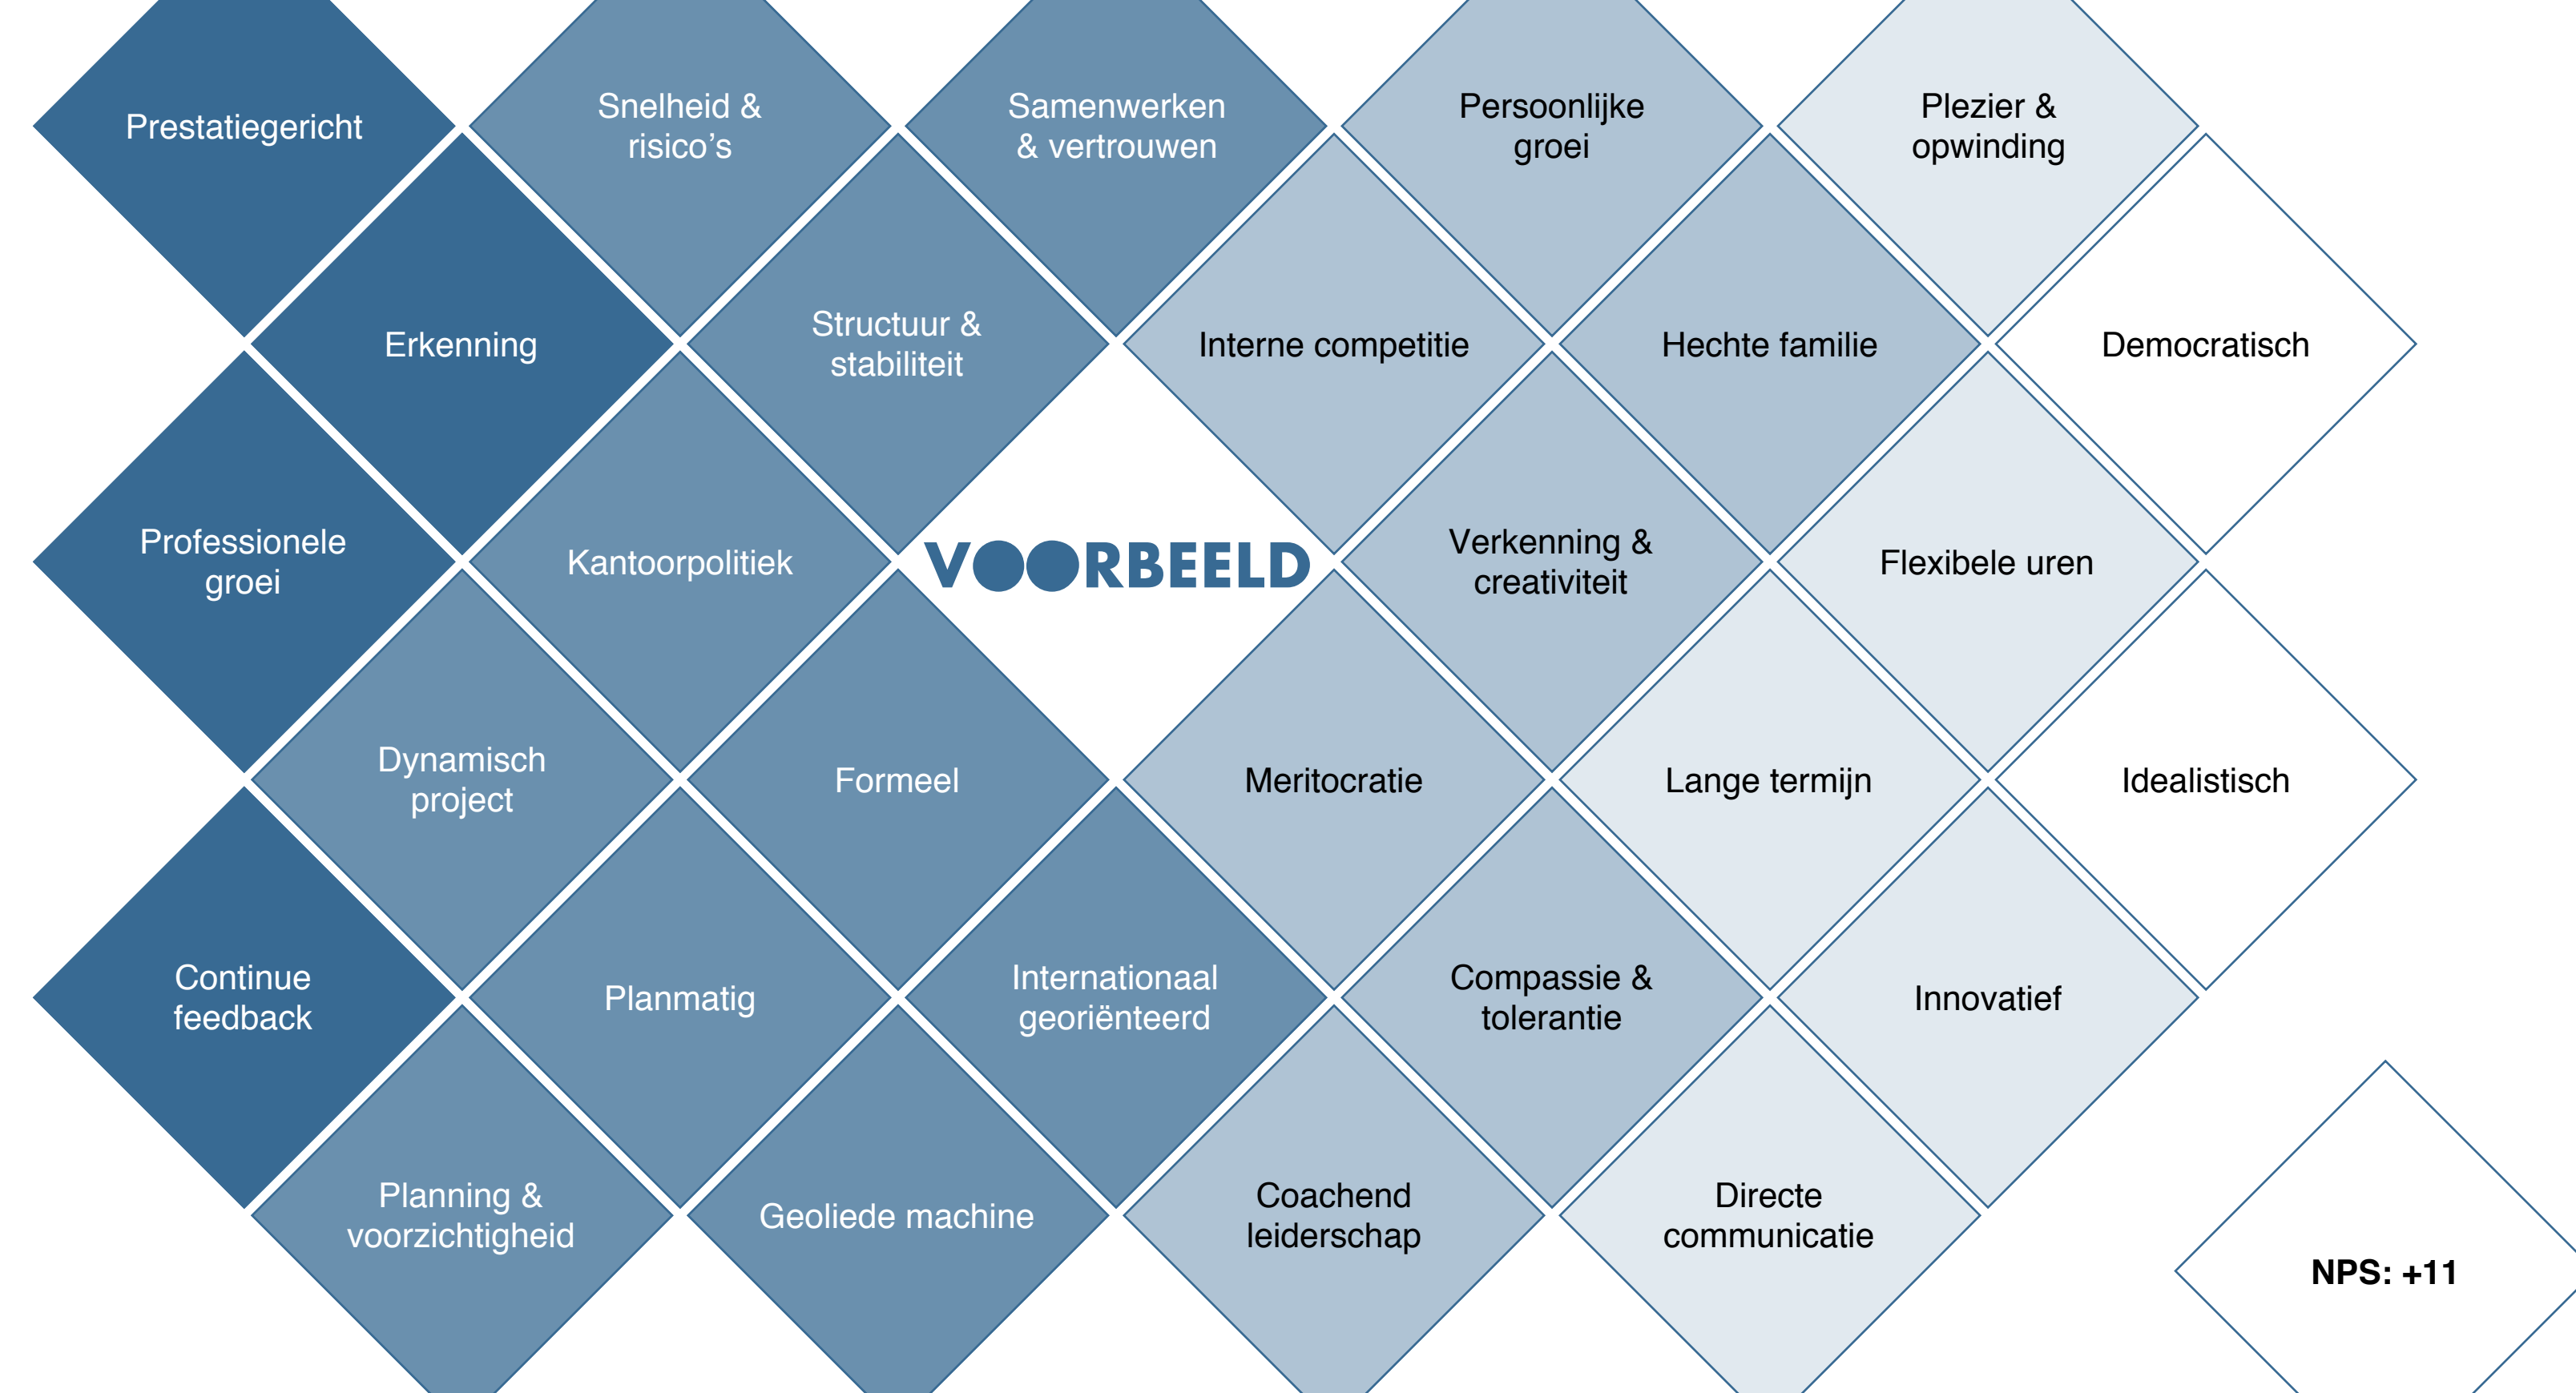 Prestatiegericht
Snelheid &
risico’s
Samenwerken
& vertrouwen
Persoonlijke
groei
Plezier &
opwinding
Erkenning
Structuur &
stabiliteit
Interne competitie
Hechte familie
Democratisch
Professionele
groei
Kantoorpolitiek
VOORBEELD
Verkenning &
creativiteit
Flexibele uren
Dynamisch
project
Formeel
Meritocratie
Lange termijn
Idealistisch
Continue
feedback
Planmatig
Internationaal
georiënteerd
Compassie &
tolerantie
Innovatief
Planning &
voorzichtigheid
Geoliede machine
Coachend
leiderschap
Directe
communicatie
NPS: +11